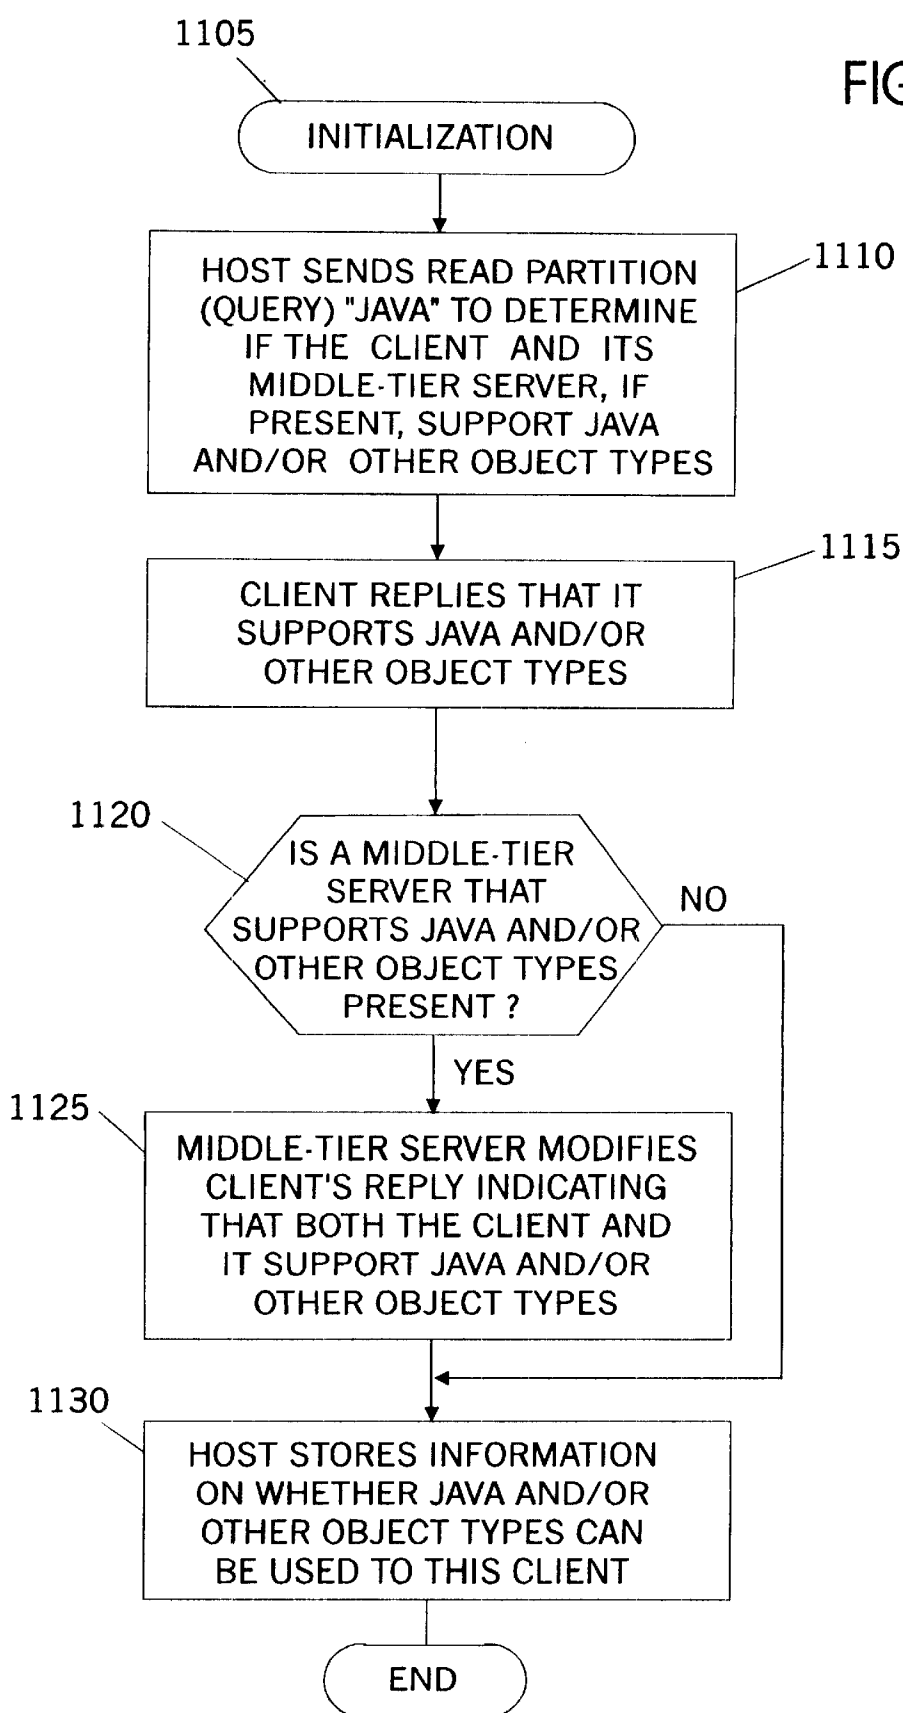 1105
FIG
INITIALIZATION
1110
HOST SENDS READ PARTITION
(QUERY) "JAVA" TO DETERMINE
IF THE CLIENT AND ITS
MIDDLE-TIER SERVER, IF
PRESENT, SUPPORT JAVA
AND/OR OTHER OBJECT TYPES
1115
CLIENT REPLIES THAT IT
SUPPORTS JAVA AND/OR
OTHER OBJECT TYPES
1120
IS A MIDDLE-TIER
SERVER THAT
SUPPORTS JAVA AND/OR
OTHER OBJECT TYPES
PRESENT ?
NO
YES
1125
MIDDLE-TIER SERVER MODIFIES
CLIENT'S REPLY INDICATING
THAT BOTH THE CLIENT AND
IT SUPPORT JAVA AND/OR
OTHER OBJECT TYPES
1130
HOST STORES INFORMATION
ON WHETHER JAVA AND/OR
OTHER OBJECT TYPES CAN
BE USED TO THIS CLIENT
END